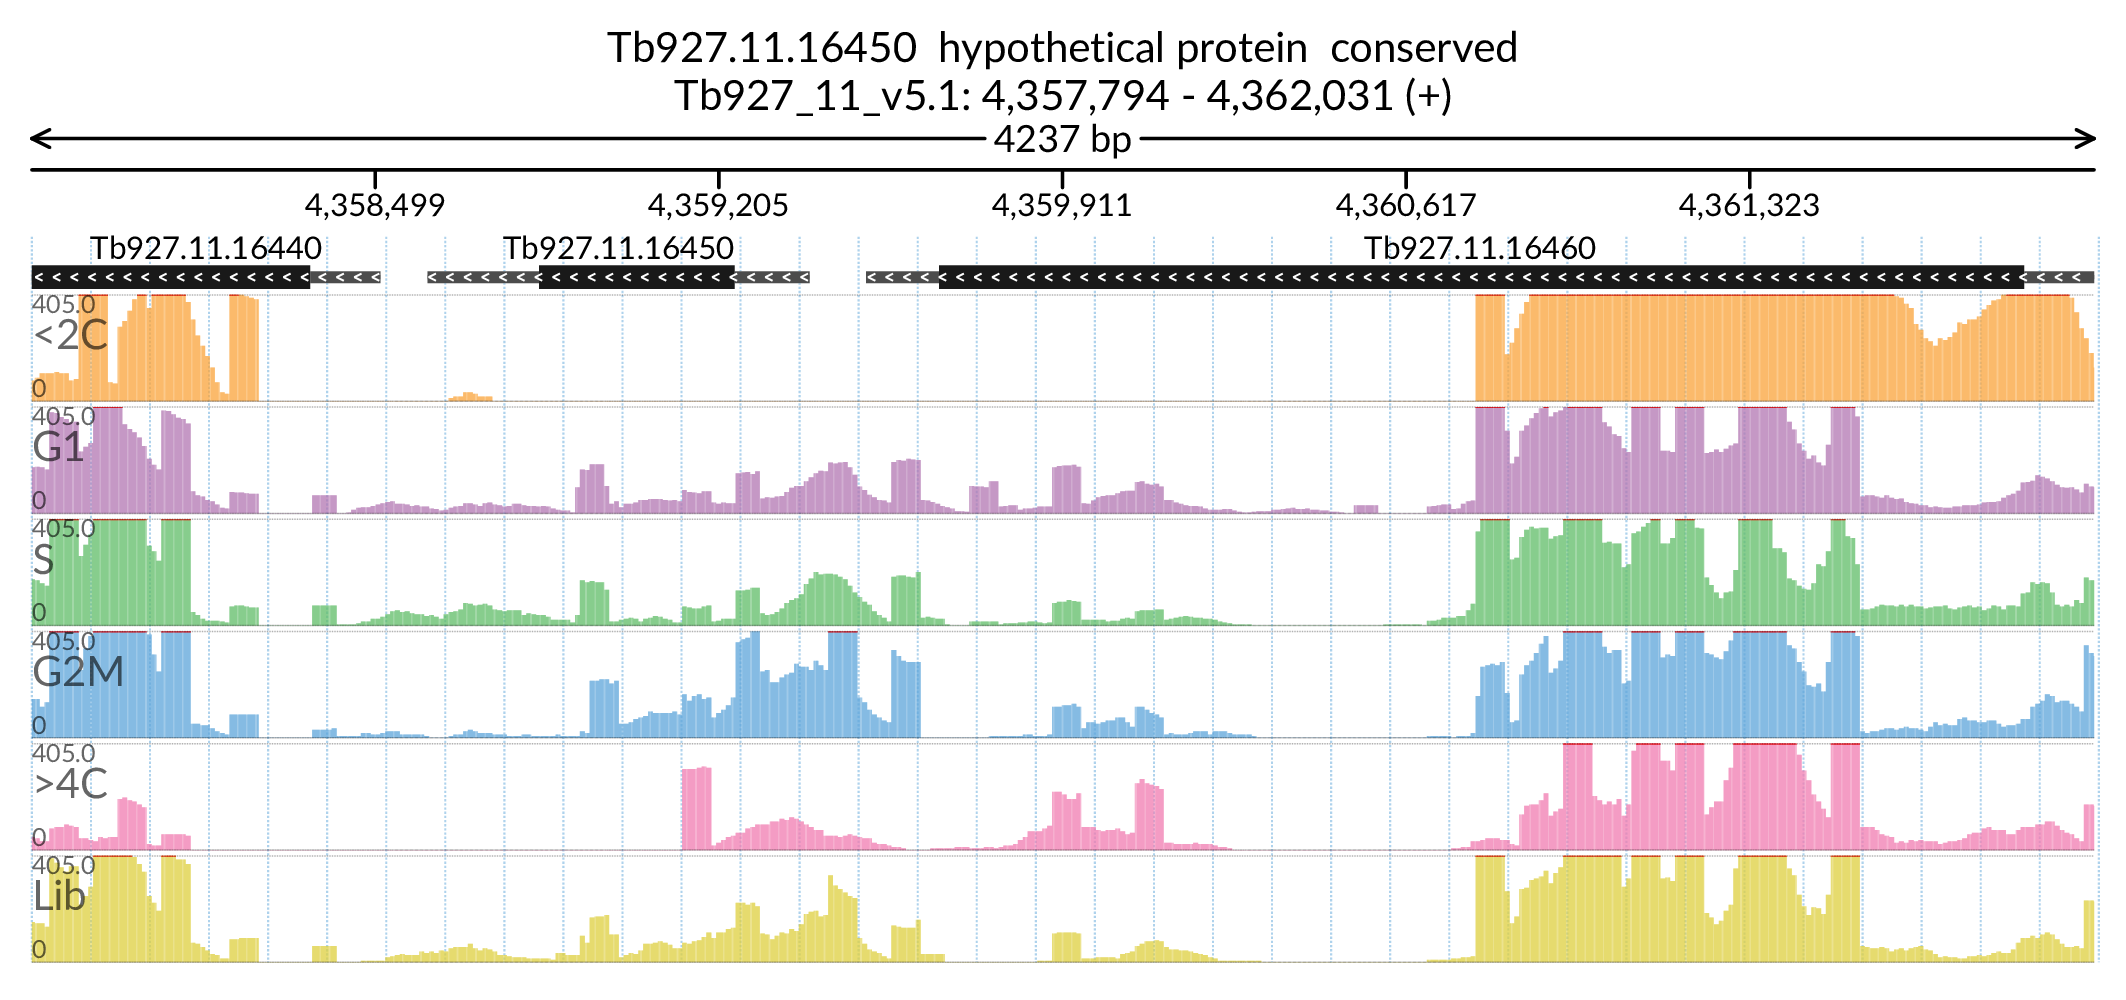 Tb927.11.16450 hypothetical protein conserved
Tb927_11_v5.1: 4,357,794 - 4,362,031 (+)
4237 bp
4,358,499 4,359,205 4,359,911 4,360,617 4,361,323
Tb927.11.16440 Tb927.11.16450 Tb927.11.16460
405.0
<2C
0
405.0
G1
0
405.0
S
0
405.0
G2M
0
405.0
>4C
0
405.0
Lib
0